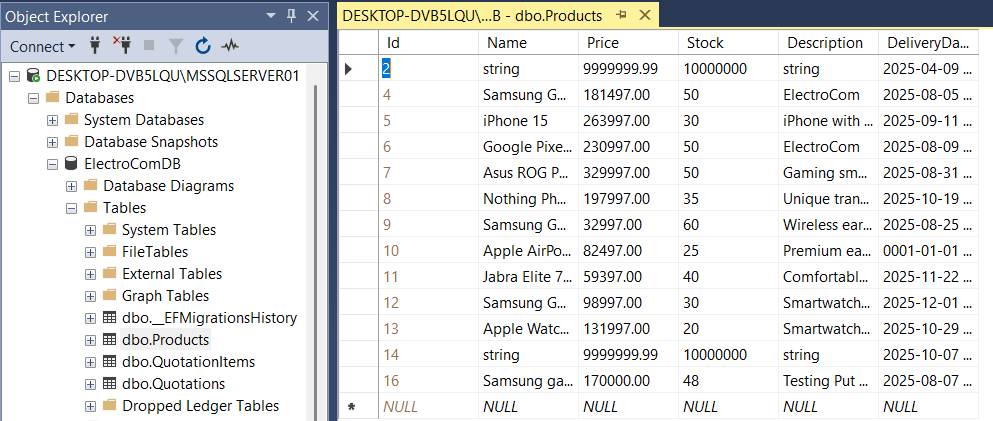 Object Explorer
Connect
DESKTOP-DVB5LQU\MSSQLSERVER01
Databases
System Databases
Database Snapshots
ElectroComDB
Database Diagrams
Tables
System Tables
FileTables
External Tables
Graph Tables
dbo.__EFMigrationsHistory
dbo.Products
dbo.QuotationItems
dbo.Quotations
Dropped Ledger Tables
DESKTOP-DVB5LQU\...B - dbo.Products
Id Name Price Stock Description DeliveryDa...
2 string 9999999.99 10000000 string 2025-04-09 ...
4 Samsung G... 181497.00 50 ElectroCom 2025-08-05 ...
5 iPhone 15 263997.00 30 iPhone with ... 2025-09-11 ...
6 Google Pixe... 230997.00 50 ElectroCom 2025-08-09 ...
7 Asus ROG P... 329997.00 50 Gaming sm... 2025-08-31 ...
8 Nothing Ph... 197997.00 35 Unique tran... 2025-10-19 ...
9 Samsung G... 32997.00 60 Wireless ear... 2025-08-25 ...
10 Apple AirPo... 82497.00 25 Premium ea... 0001-01-01 ...
11 Jabra Elite 7... 59397.00 40 Comfortabl... 2025-11-22 ...
12 Samsung G... 98997.00 30 Smartwatch... 2025-12-01 ...
13 Apple Watc... 131997.00 20 Smartwatch... 2025-10-29 ...
14 string 9999999.99 10000000 string 2025-10-07 ...
16 Samsung ga... 170000.00 48 Testing Put ... 2025-08-07 ...
NULL NULL NULL NULL NULL NULL